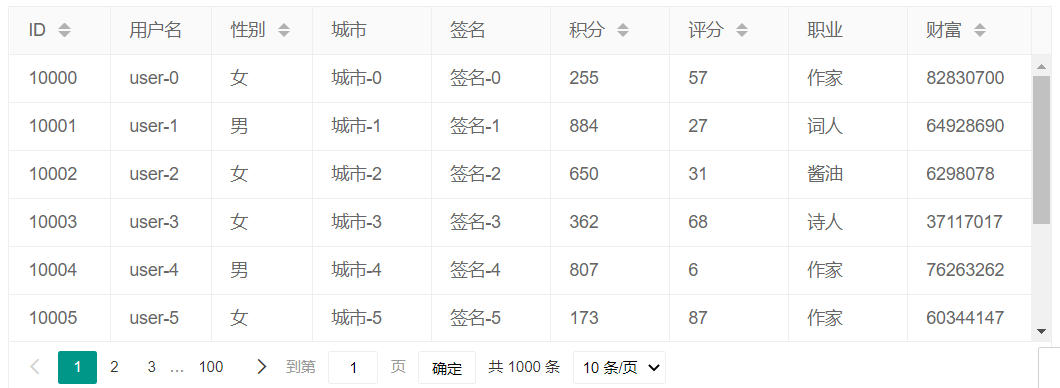 ID 用户名 性别 城市 签名 积分 评分 职业 财富
10000 user-0 女 城市-0 签名-0 255 57 作家 82830700
10001 user-1 男 城市-1 签名-1 884 27 词人 64928690
10002 user-2 女 城市-2 签名-2 650 31 酱油 6298078
10003 user-3 女 城市-3 签名-3 362 68 诗人 37117017
10004 user-4 男 城市-4 签名-4 807 6 作家 76263262
10005 user-5 女 城市-5 签名-5 173 87 作家 60344147
1 2 3 … 100 到第 1 页 确定 共 1000 条 10 条/页